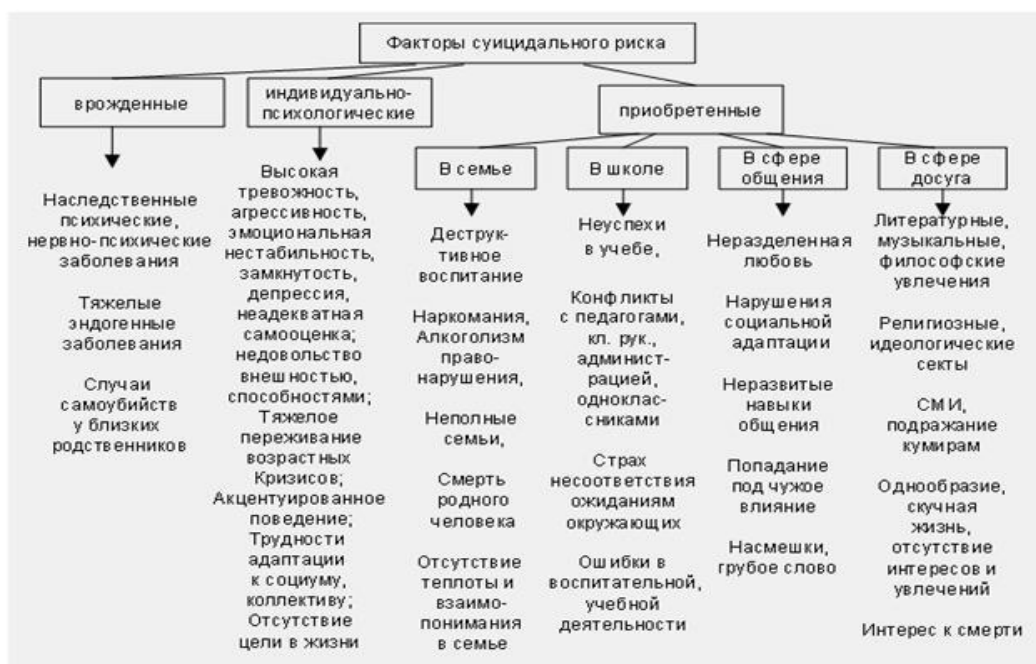 Факторы суицидального риска
врожденные
Наследственные
психические,
нервно-психические
заболевания
Тяжелые
эндогенные
заболевания
Случаи
самоубийств
у близких
родственников
индивидуально-
психологические
Высокая
тревожность,
агрессивность,
эмоциональная
нестабильность,
замкнутость,
депрессия,
неадекватная
самооценка;
недовольство
внешностью,
способностями;
Тяжелое
переживание
возрастных
Кризисов;
Акцентуированное
поведение;
Трудности
адаптации
к социуму,
коллективу;
Отсутствие
цели в жизни
приобретенные
В семье
Деструк-
тивное
воспитание
Наркомания,
Алкоголизм
право-
нарушения,
Неполные
семьи,
Смерть
родного
человека
Отсутствие
теплоты и
взаимо-
понимания
в семье
В школе
Неуспехи
в учебе,
Конфликты
с педагогами,
кл. рук.,
админист-
рацией,
однoклас-
сниками
Страх
несоответствия
ожиданиям
окружающих
Ошибки в
воспитательной,
учебной
деятельности
В сфере
общения
Неразделенная
любовь
Нарушения
социальной
адаптации
Неразвитые
навыки
общения
Попадание
под чужое
влияние
Насмешки,
грубое слово
В сфере
досуга
Литературные,
музыкальные,
философские
увлечения
Религиозные,
идеологические
секты
СМИ,
подражание
кумирам
Однообразие,
скучная
жизнь,
отсутствие
интересов и
увлечений
Интерес к смерти